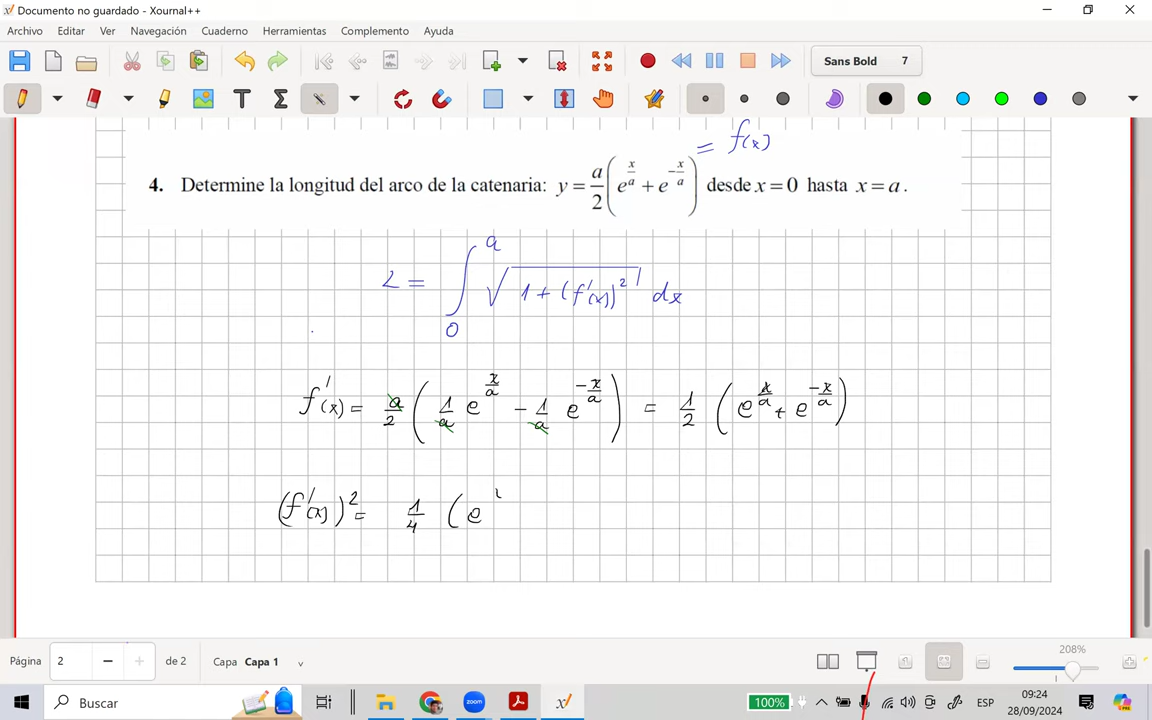 Documento no guardado - Xournal++
Archivo Editar Ver Navegación Cuaderno Herramientas Complemento Ayuda
Sans Bold 7
= f(x)
4. Determine la longitud del arco de la catenaria: y = a/2 (e^(x/a) + e^(-x/a)) desde x = 0 hasta x = a.
L = ∫_0^a √(1 + (f'(x))^2) dx
f'(x) = a/2 (1/a e^(x/a) - 1/a e^(-x/a)) = 1/2 (e^(x/a) + e^(-x/a))
(f'(x))^2 = 1/4 (e
Página 2 de 2 Capa Capa 1 208%
Buscar 100% ESP 09:24
28/09/2024